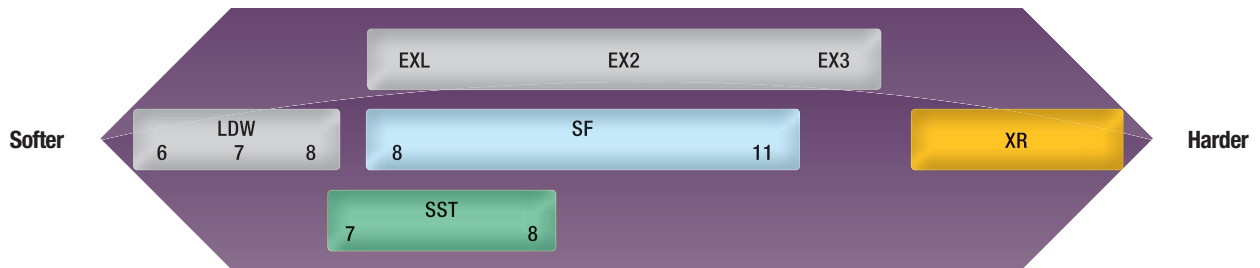 EXL EX2 EX3
Softer
LDW
6 7 8
SF
8 11
XR
Harder
SST
7 8